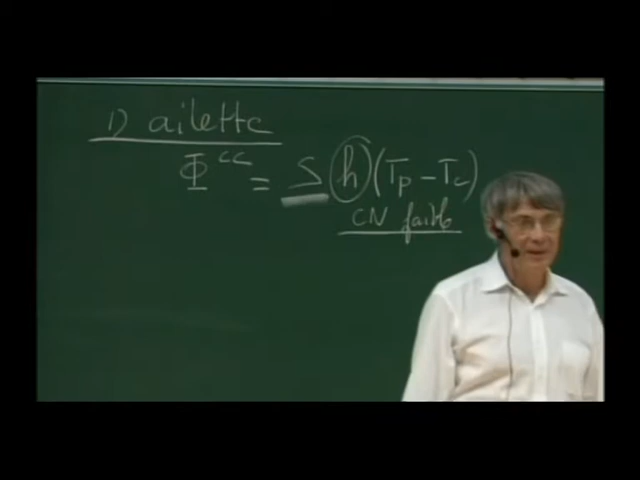 1) ailette
Φ^cc = S h (Tp - Tc)
CN faible